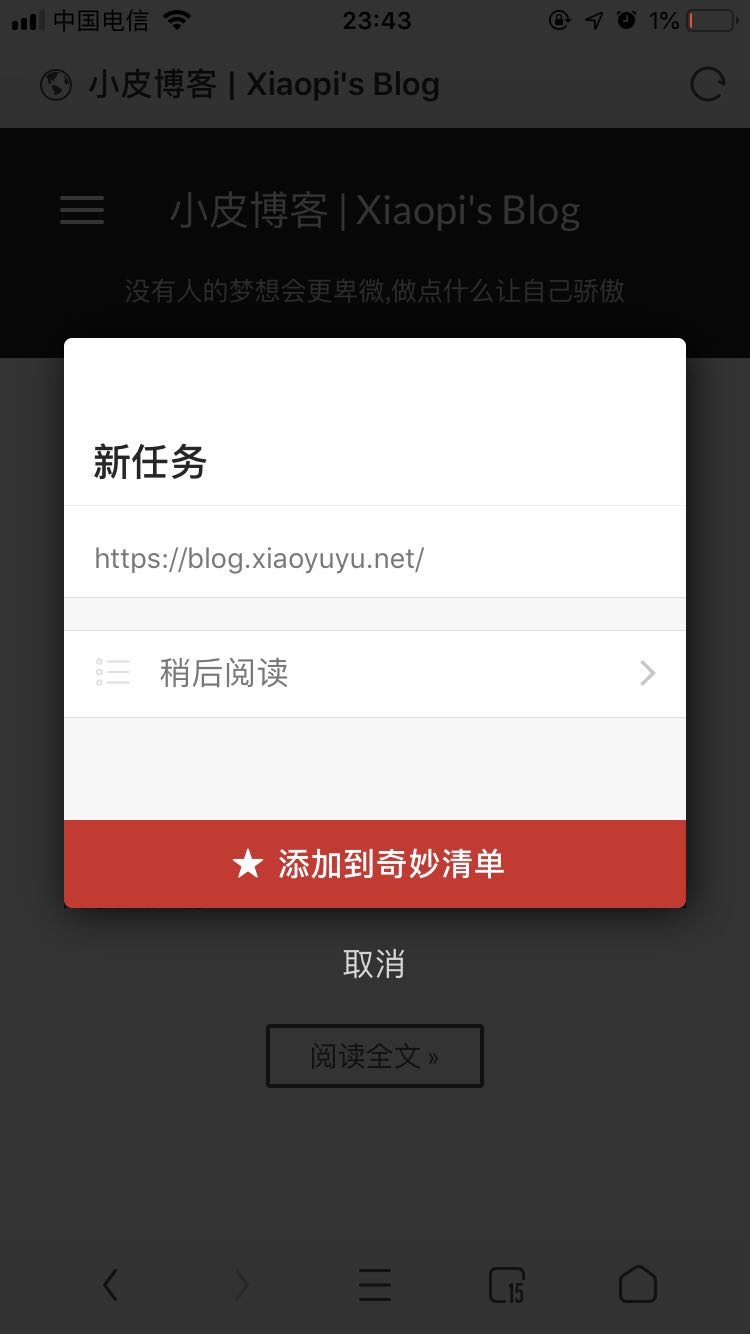 中国电信 23:43 1%
小皮博客 | Xiaopi's Blog
小皮博客 | Xiaopi's Blog
没有人的梦想会更卑微,做点什么让自己骄傲
新任务
https://blog.xiaoyuyu.net/
稍后阅读
添加到奇妙清单
取消
阅读全文 »
15